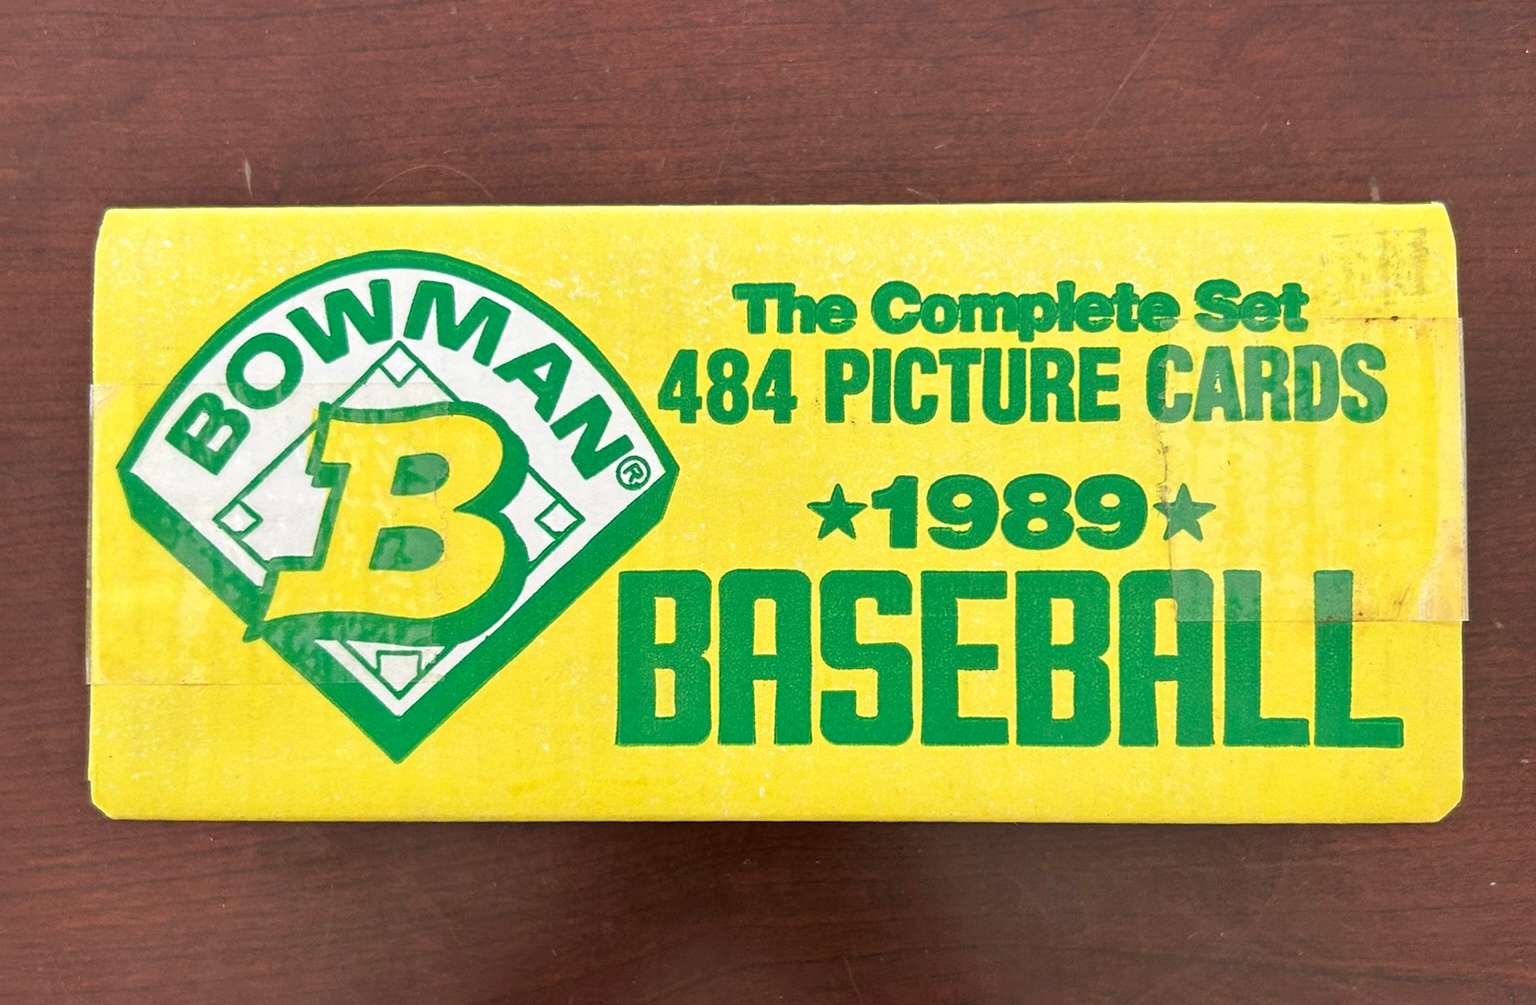 BOWMAN®
B
The Complete Set
484 PICTURE CARDS
★1989★
BASEBALL